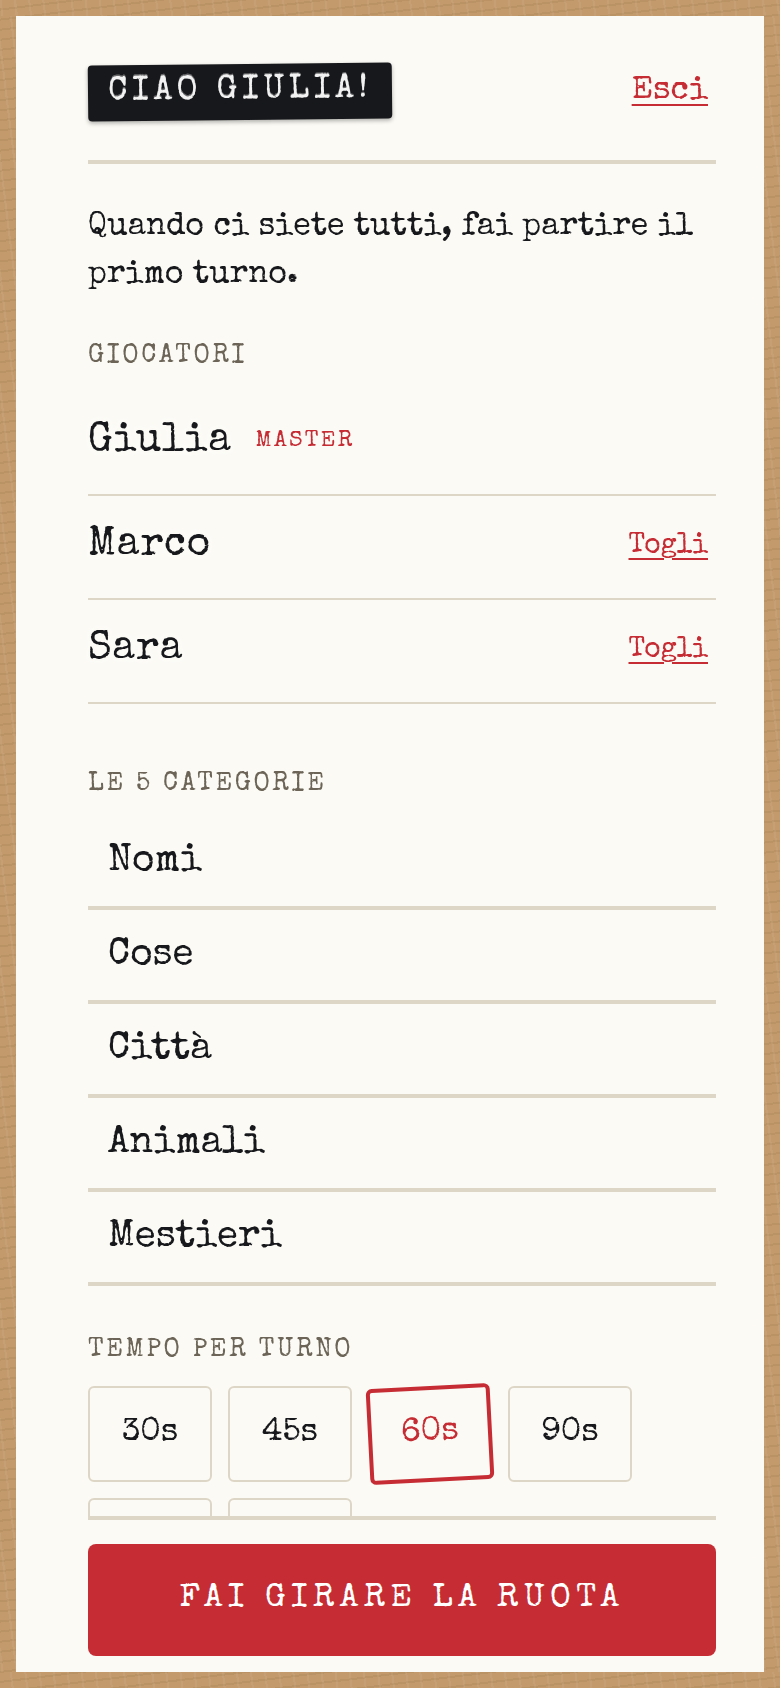 CIAO GIULIA!
Esci
Quando ci siete tutti, fai partire il
primo turno.
GIOCATORI
Giulia MASTER
Marco Togli
Sara Togli
LE 5 CATEGORIE
Nomi
Cose
Città
Animali
Mestieri
TEMPO PER TURNO
30s 45s 60s 90s
FAI GIRARE LA RUOTA